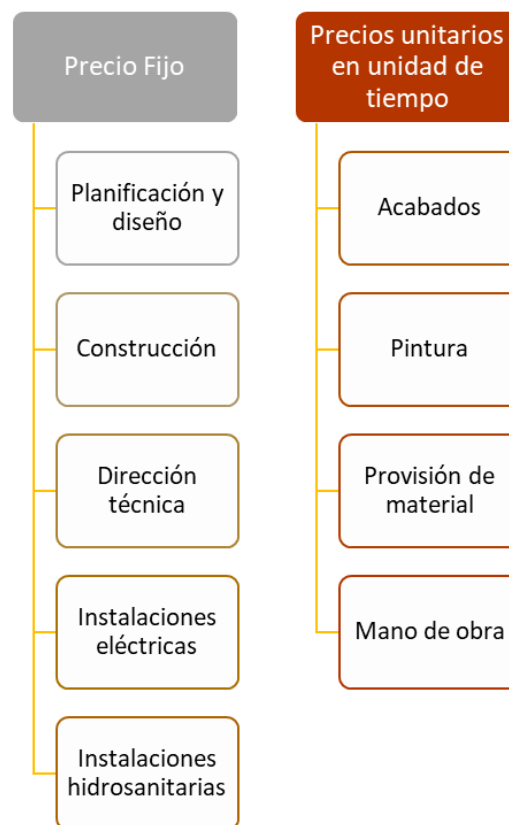 Precio Fijo
Planificación y
diseño
Construcción
Dirección
técnica
Instalaciones
eléctricas
Instalaciones
hidrosanitarias
Precios unitarios
en unidad de
tiempo
Acabados
Pintura
Provisión de
material
Mano de obra